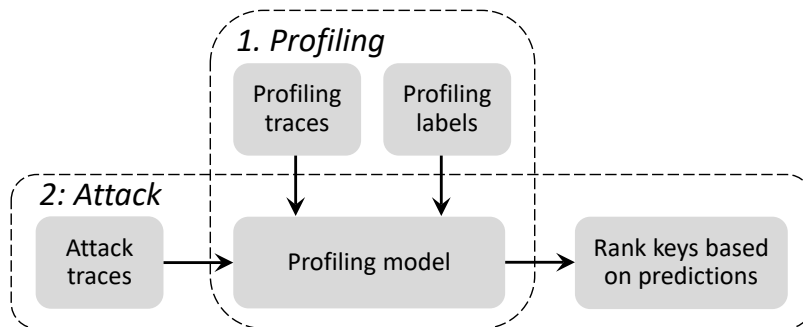 1. Profiling
Profiling
traces
Profiling
labels
2: Attack
Attack
traces
Profiling model
Rank keys based
on predictions